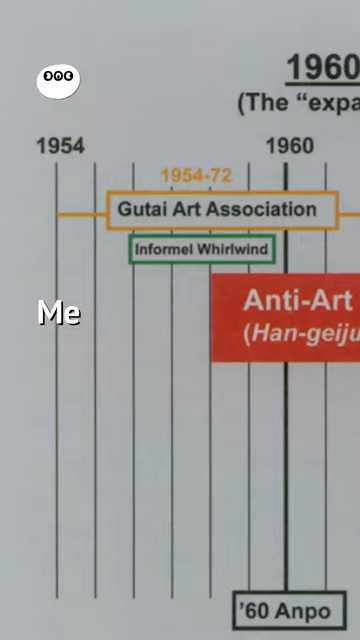 1960
(The “expa
1954
1960
1954-72
Gutai Art Association
Informel Whirlwind
Anti-Art
(Han-geiju
Me
’60 Anpo